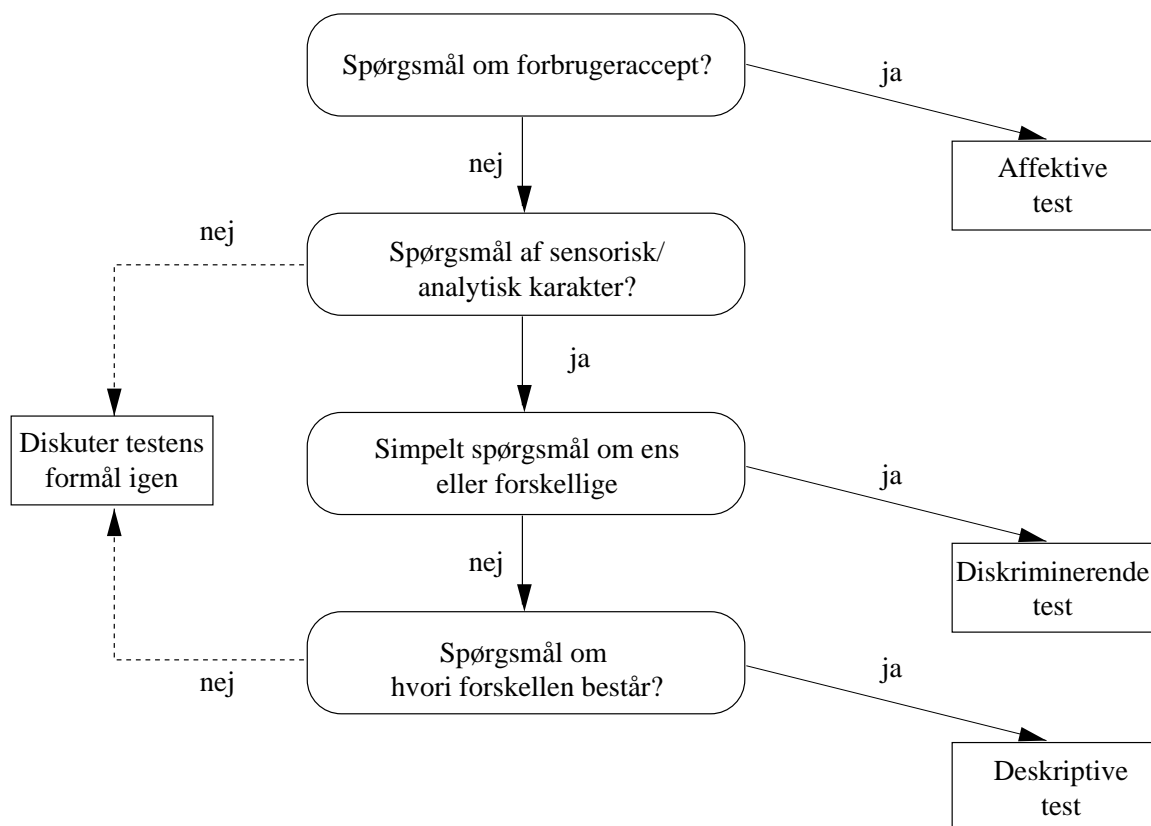 Spørgsmål om forbrugeraccept?
ja
nej
Affektive
test
nej
Spørgsmål af sensorisk/
analytisk karakter?
ja
Diskuter testens
formål igen
Simpelt spørgsmål om ens
eller forskellige
ja
nej
Diskriminerende
test
Spørgsmål om
hvori forskellen består?
nej
ja
Deskriptive
test